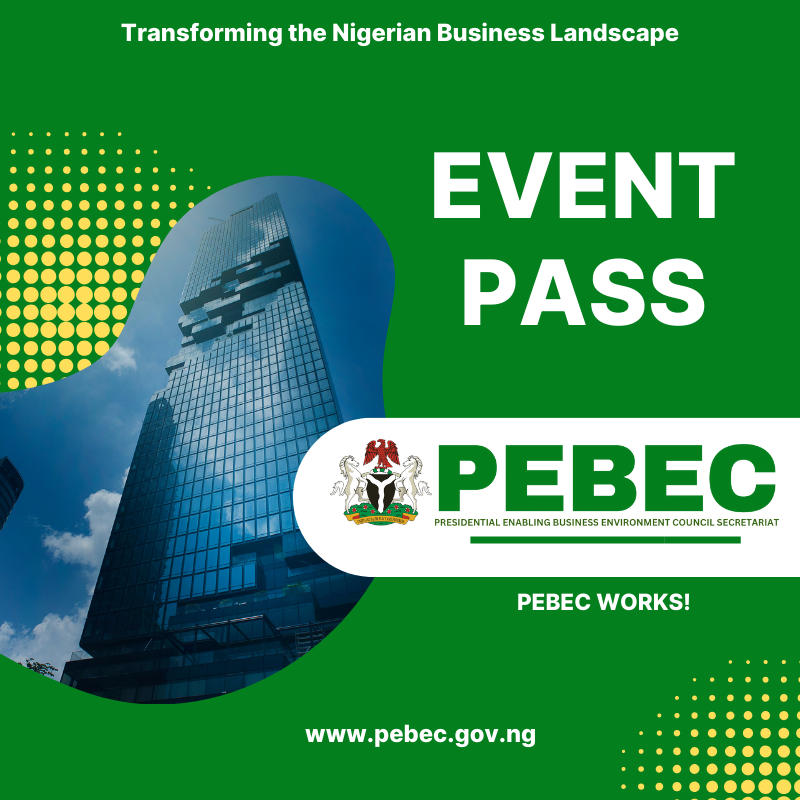 Transforming the Nigerian Business Landscape
EVENT
PASS
PEBEC
PRESIDENTIAL ENABLING BUSINESS ENVIRONMENT COUNCIL SECRETARIAT
PEBEC WORKS!
www.pebec.gov.ng